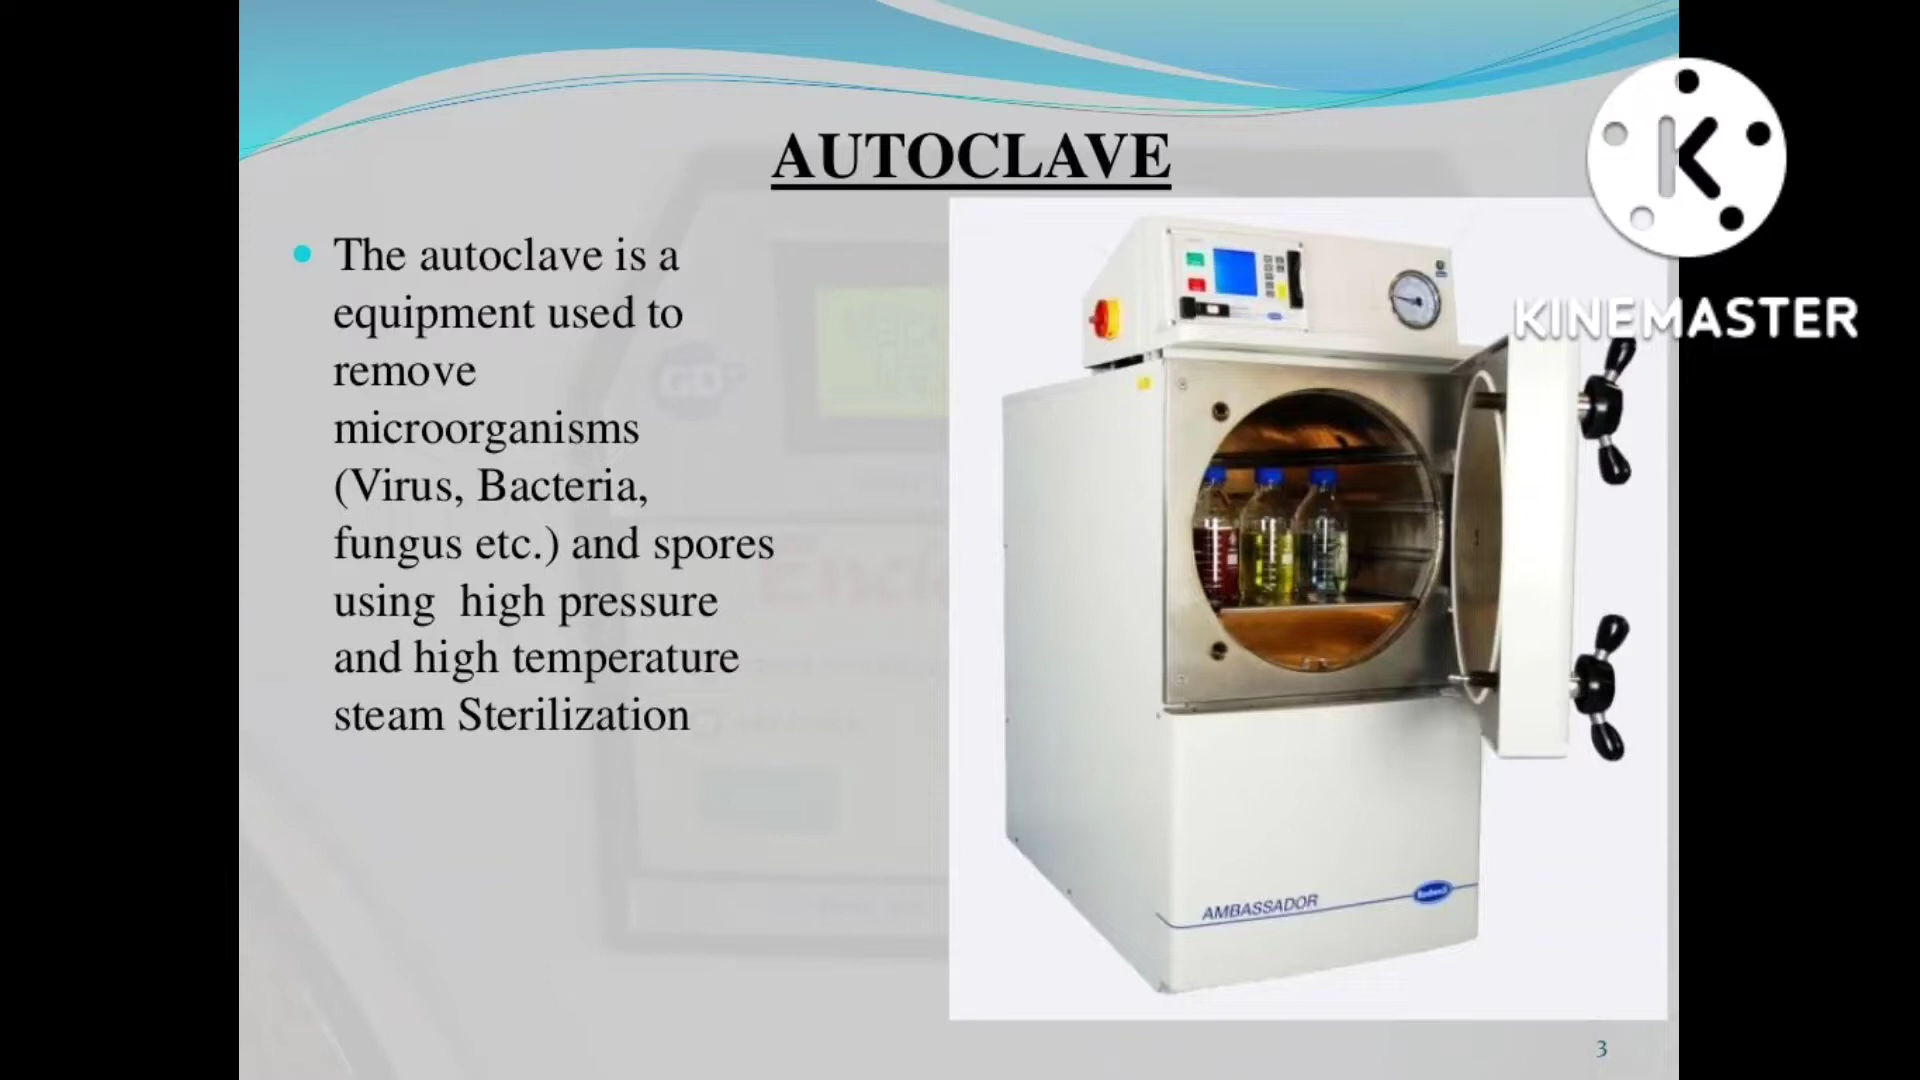 AUTOCLAVE
The autoclave is a
equipment used to
remove
microorganisms
(Virus, Bacteria,
fungus etc.) and spores
using high pressure
and high temperature
steam Sterilization
KINEMASTER
AMBASSADOR
3